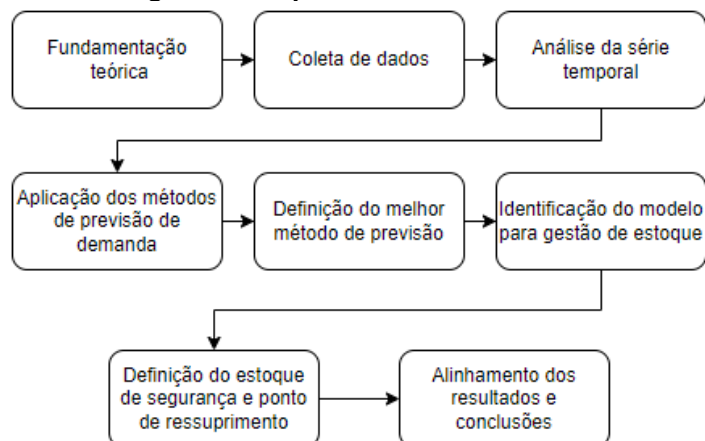 Fundamentação
teórica
Coleta de dados
Análise da série
temporal
Aplicação dos métodos
de previsão de
demanda
Definição do melhor
método de previsão
Identificação do modelo
para gestão de estoque
Definição do estoque
de segurança e ponto
de ressuprimento
Alinhamento dos
resultados e
conclusões